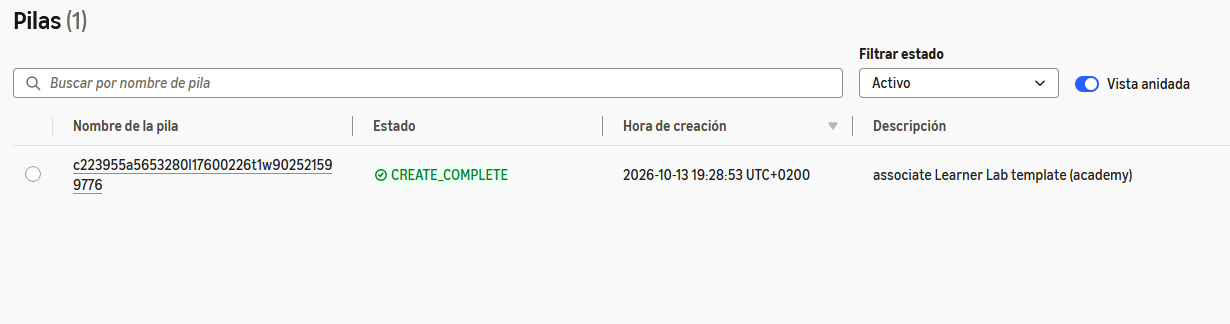 Pilas (1)
Filtrar estado
Buscar por nombre de pila
Activo
Vista anidada
Nombre de la pila
Estado
Hora de creación
Descripción
c223955a5653280l17600226t1w90252159
9776
CREATE_COMPLETE
2026-10-13 19:28:53 UTC+0200
associate Learner Lab template (academy)